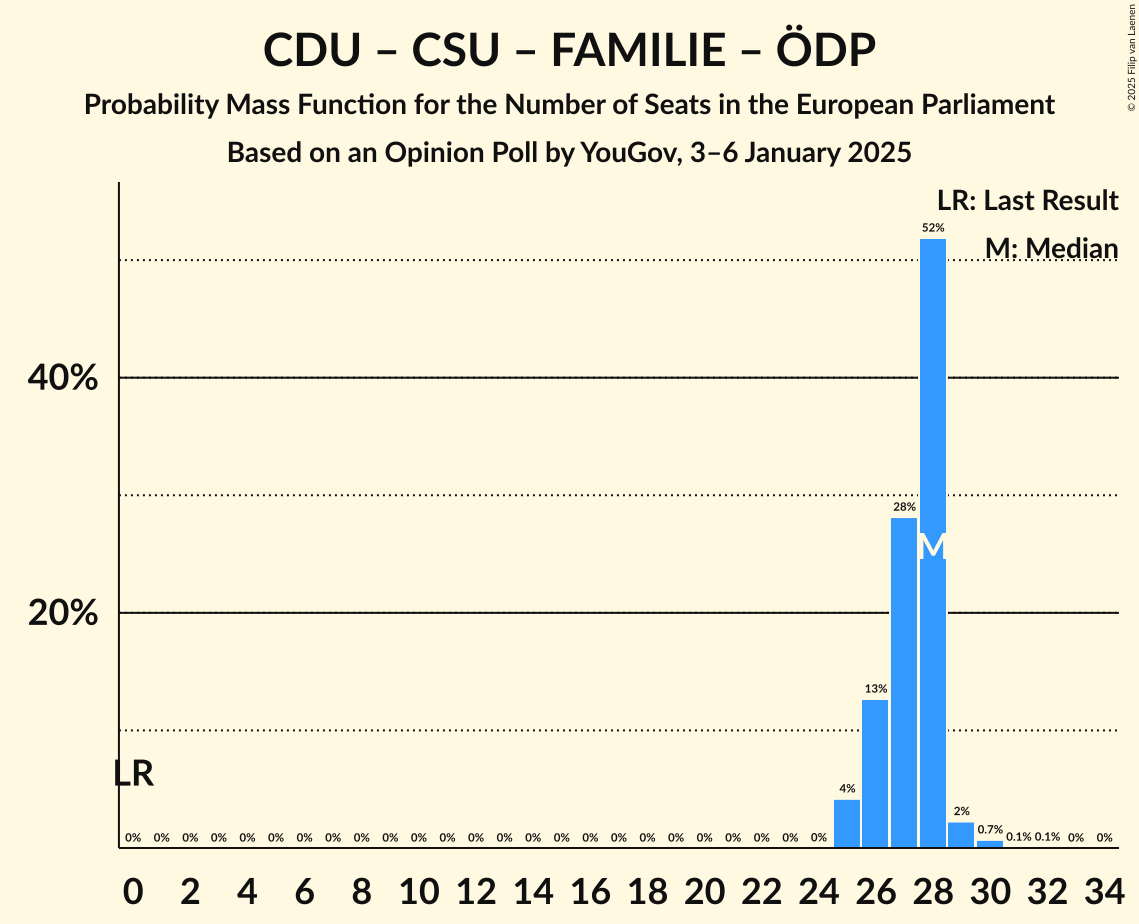 CDU – CSU – FAMILIE – ÖDP
Probability Mass Function for the Number of Seats in the European Parliament
Based on an Opinion Poll by YouGov, 3–6 January 2025
© 2025 Filip van Laenen
LR: Last Result
M: Median
52%
40%
28%
M
20%
13%
LR
4%
2%
0% 0% 0% 0% 0% 0% 0% 0% 0% 0% 0% 0% 0% 0% 0% 0% 0% 0% 0% 0% 0% 0% 0% 0% 0% 0.7% 0.1% 0.1% 0% 0%
0 2 4 6 8 10 12 14 16 18 20 22 24 26 28 30 32 34